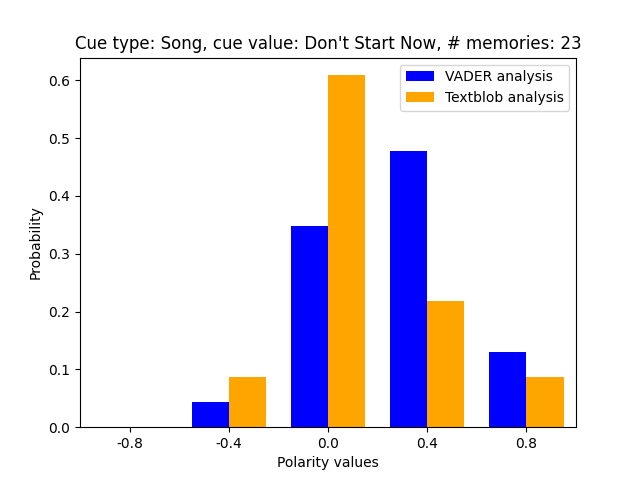 Cue type: Song, cue value: Don't Start Now, # memories: 23
VADER analysis
Textblob analysis
0.6
0.5
0.4
0.3
0.2
0.1
0.0
Probability
-0.8 -0.4 0.0 0.4 0.8
Polarity values